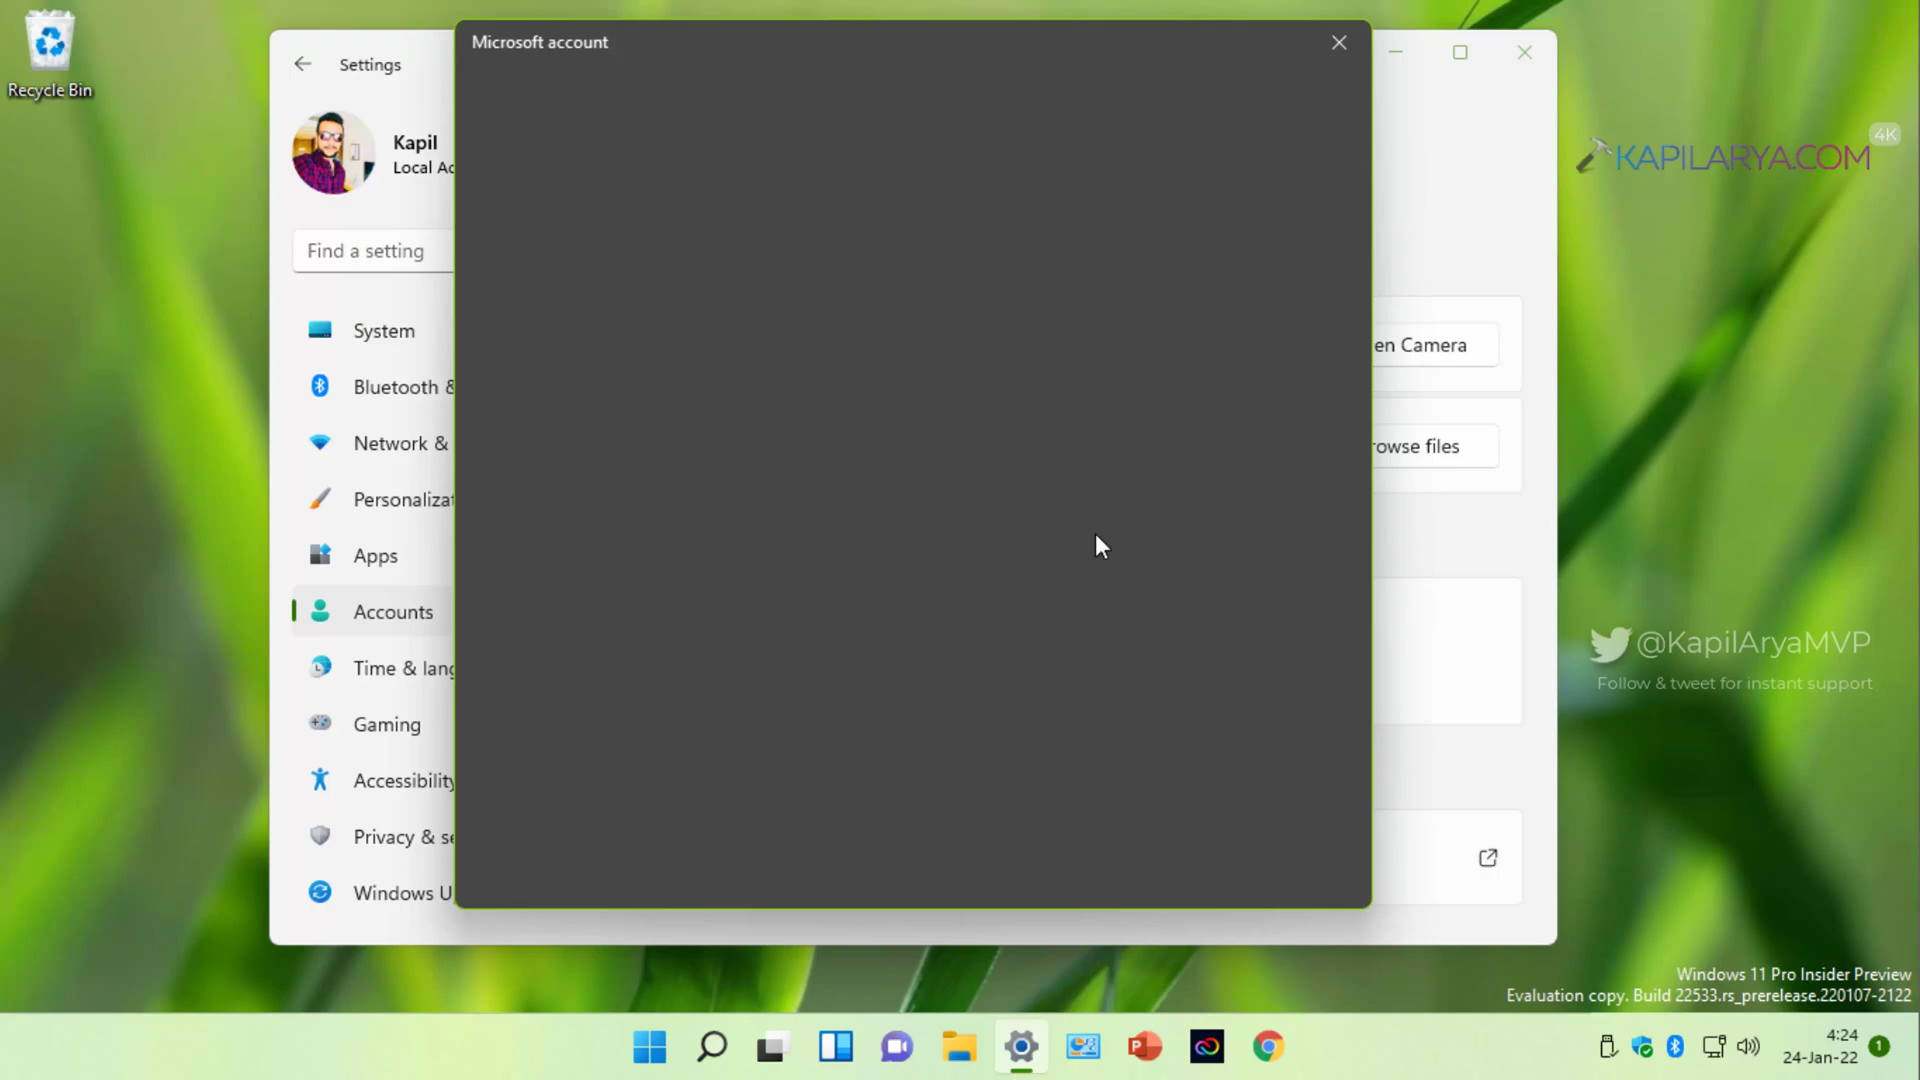 Recycle Bin
Settings
Microsoft account
Kapil
Local Ac
4K
KAPILARYA.COM
Find a setting
System
en Camera
Bluetooth &
Network &
rowse files
Personalizat
Apps
Accounts
@KapilAryaMVP
Time & lang
Follow & tweet for instant support
Gaming
Accessibility
Privacy & se
Windows U
Windows 11 Pro Insider Preview
Evaluation copy. Build 22533.rs_prerelease.220107-2122
P
4:24
24-Jan-22
1